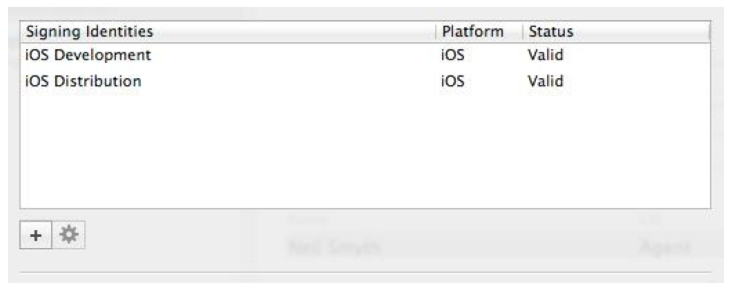 Signing Identities Platform Status
iOS Development iOS Valid
iOS Distribution iOS Valid
+
Neil Smyth Agent